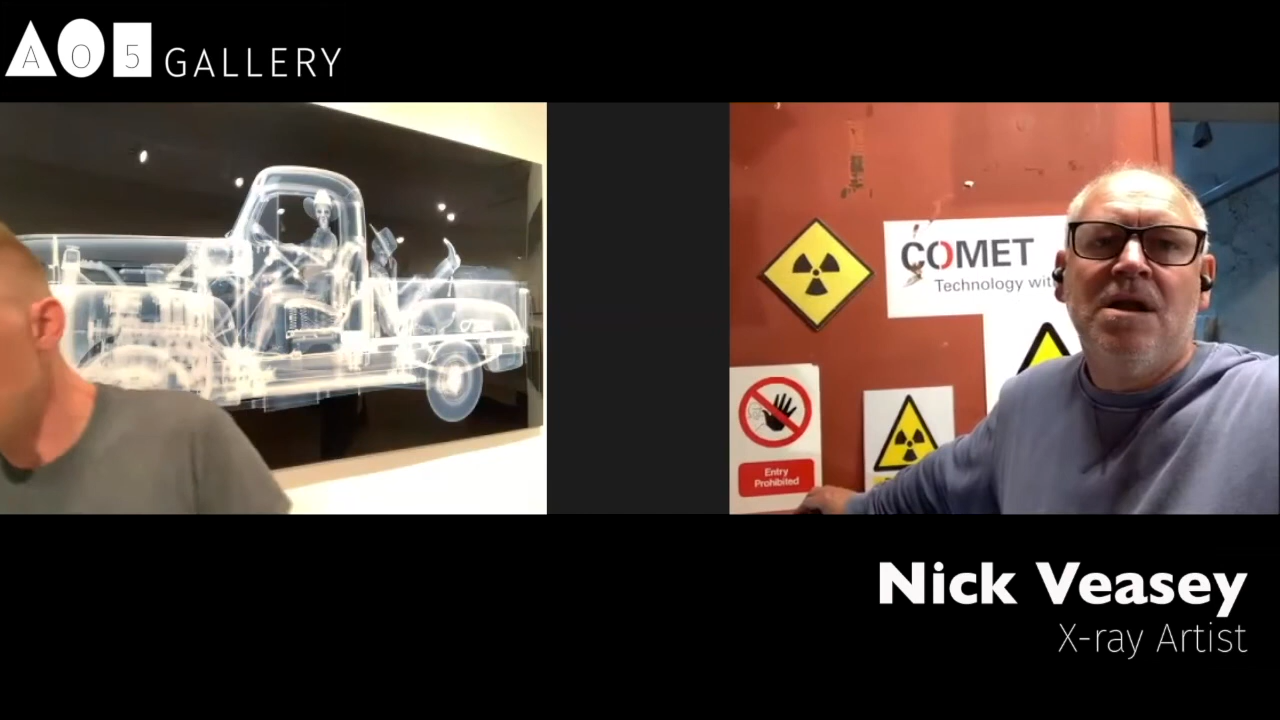 AO5 GALLERY
COMET
Technology wit
Entry
Prohibited
Nick Veasey
X-ray Artist